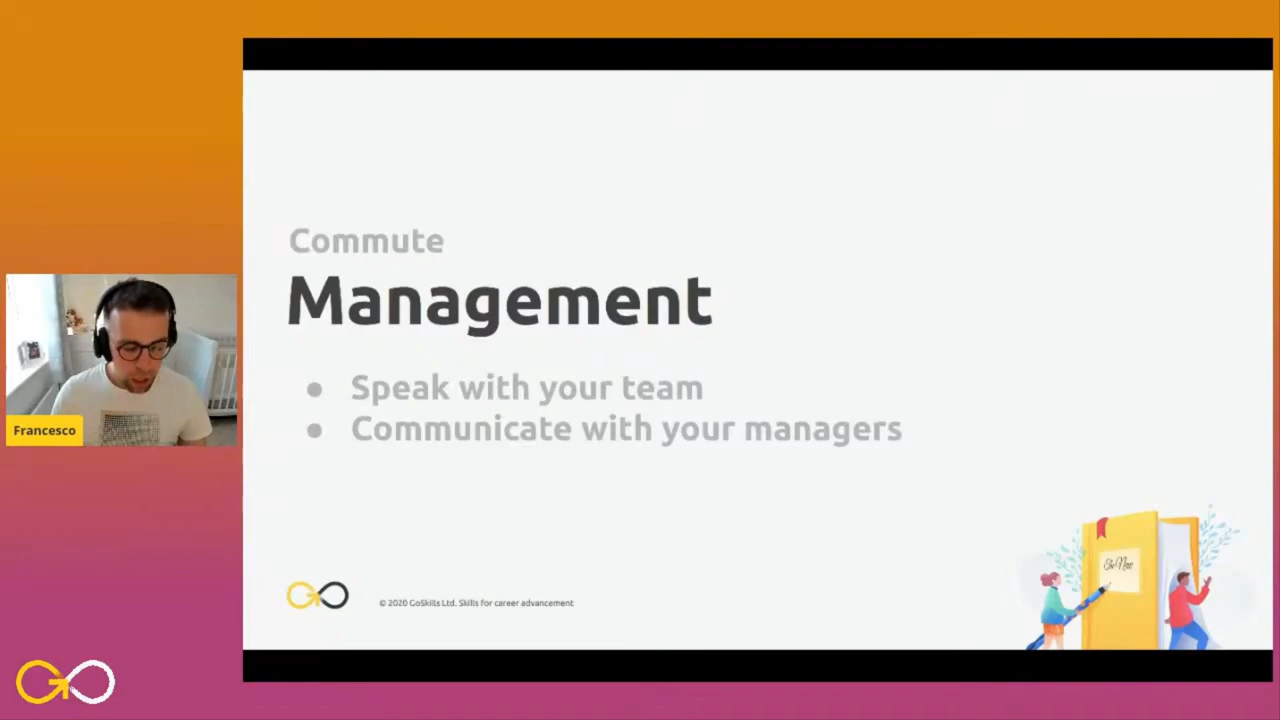 Commute
Management
● Speak with your team
● Communicate with your managers
Francesco
© 2020 GoSkills Ltd. Skills for career advancement